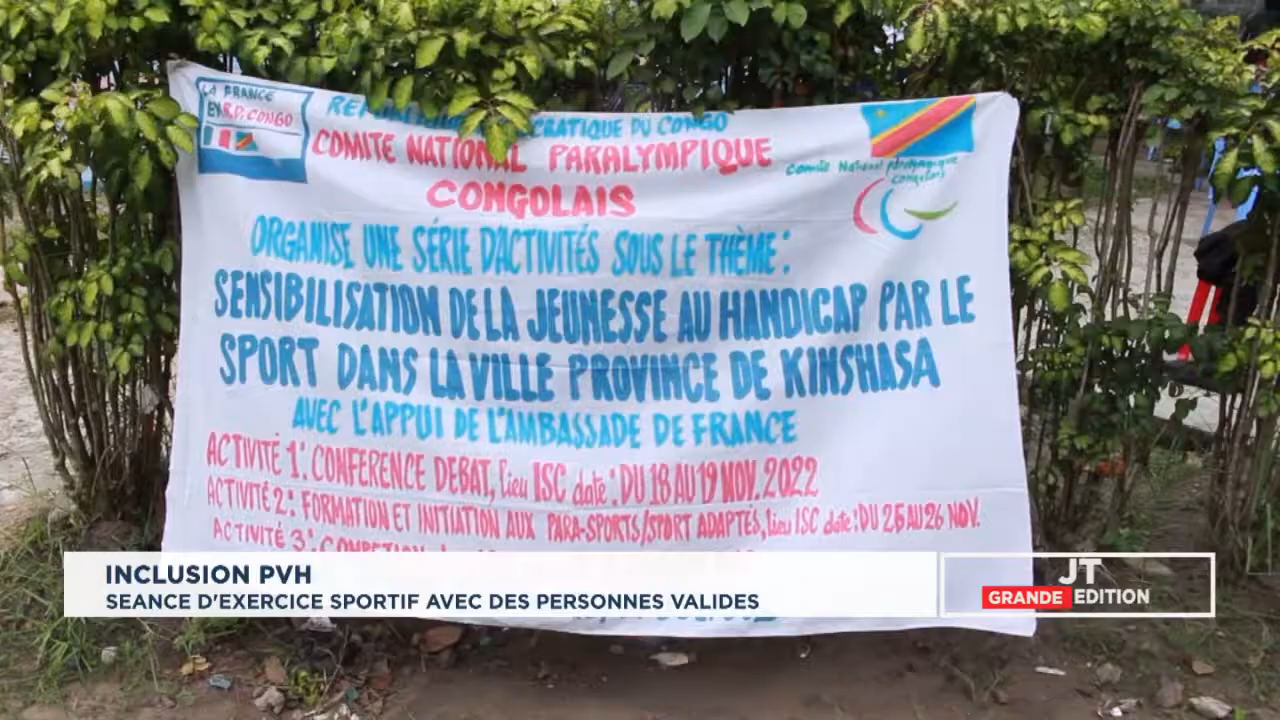 LA FRANCE
EN R.D. CONGO
CRATIQUE DU CONGO
COMITE NATIONAL PARALYMPIQUE
CONGOLAIS
Comité National
congolais
ORGANISE UNE SÉRIE D'ACTIVITÉS SOUS LE THÈME :
SENSIBILISATION DE LA JEUNESSE AU HANDICAP PAR LE
SPORT DANS LA VILLE PROVINCE DE KINSHASA
AVEC L'APPUI DE L'AMBASSADE DE FRANCE
ACTIVITÉ 1: CONFERENCE DEBAT, lieu ISC date : DU 18 AU 19 NOV. 2022
ACTIVITÉ 2: FORMATION ET INITIATION AUX PARA-SPORTS/SPORT ADAPTÉS, lieu ISC date: DU 25 AU 26 NOV.
ACTIVITÉ 3:
INCLUSION PVH
SEANCE D'EXERCICE SPORTIF AVEC DES PERSONNES VALIDES
JT
GRANDE EDITION